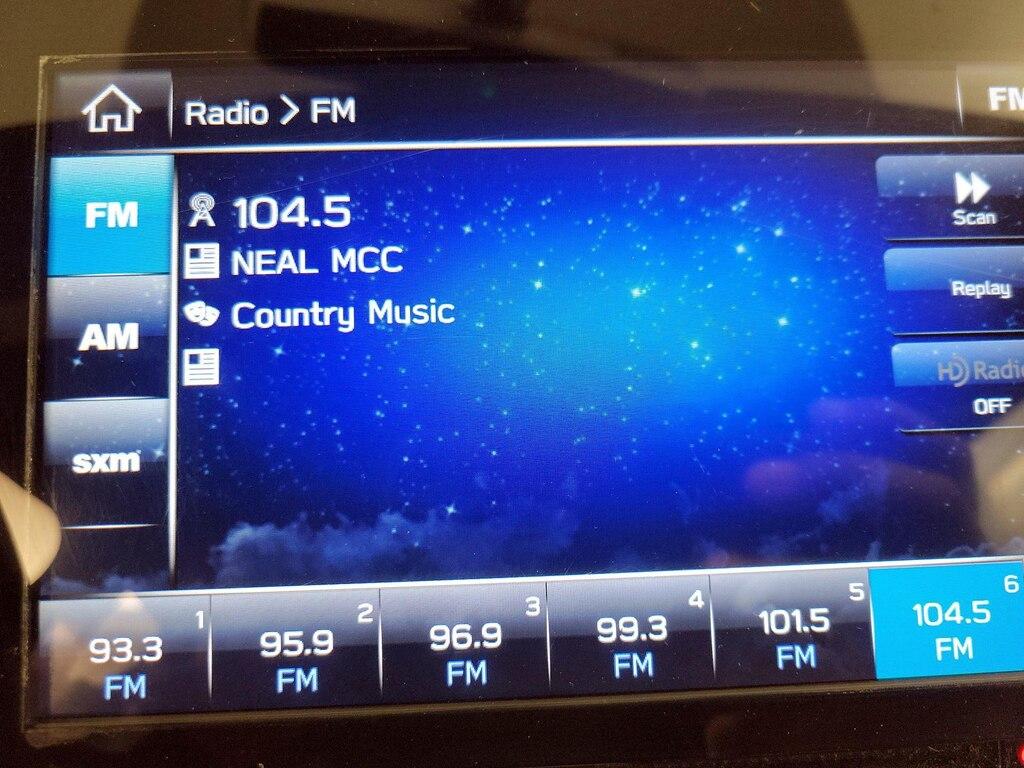 Radio > FM
FM
FM
104.5
NEAL MCC
Country Music
AM
sxm
Scan
Replay
HD Radio
OFF
1
93.3
FM
2
95.9
FM
3
96.9
FM
4
99.3
FM
5
101.5
FM
6
104.5
FM